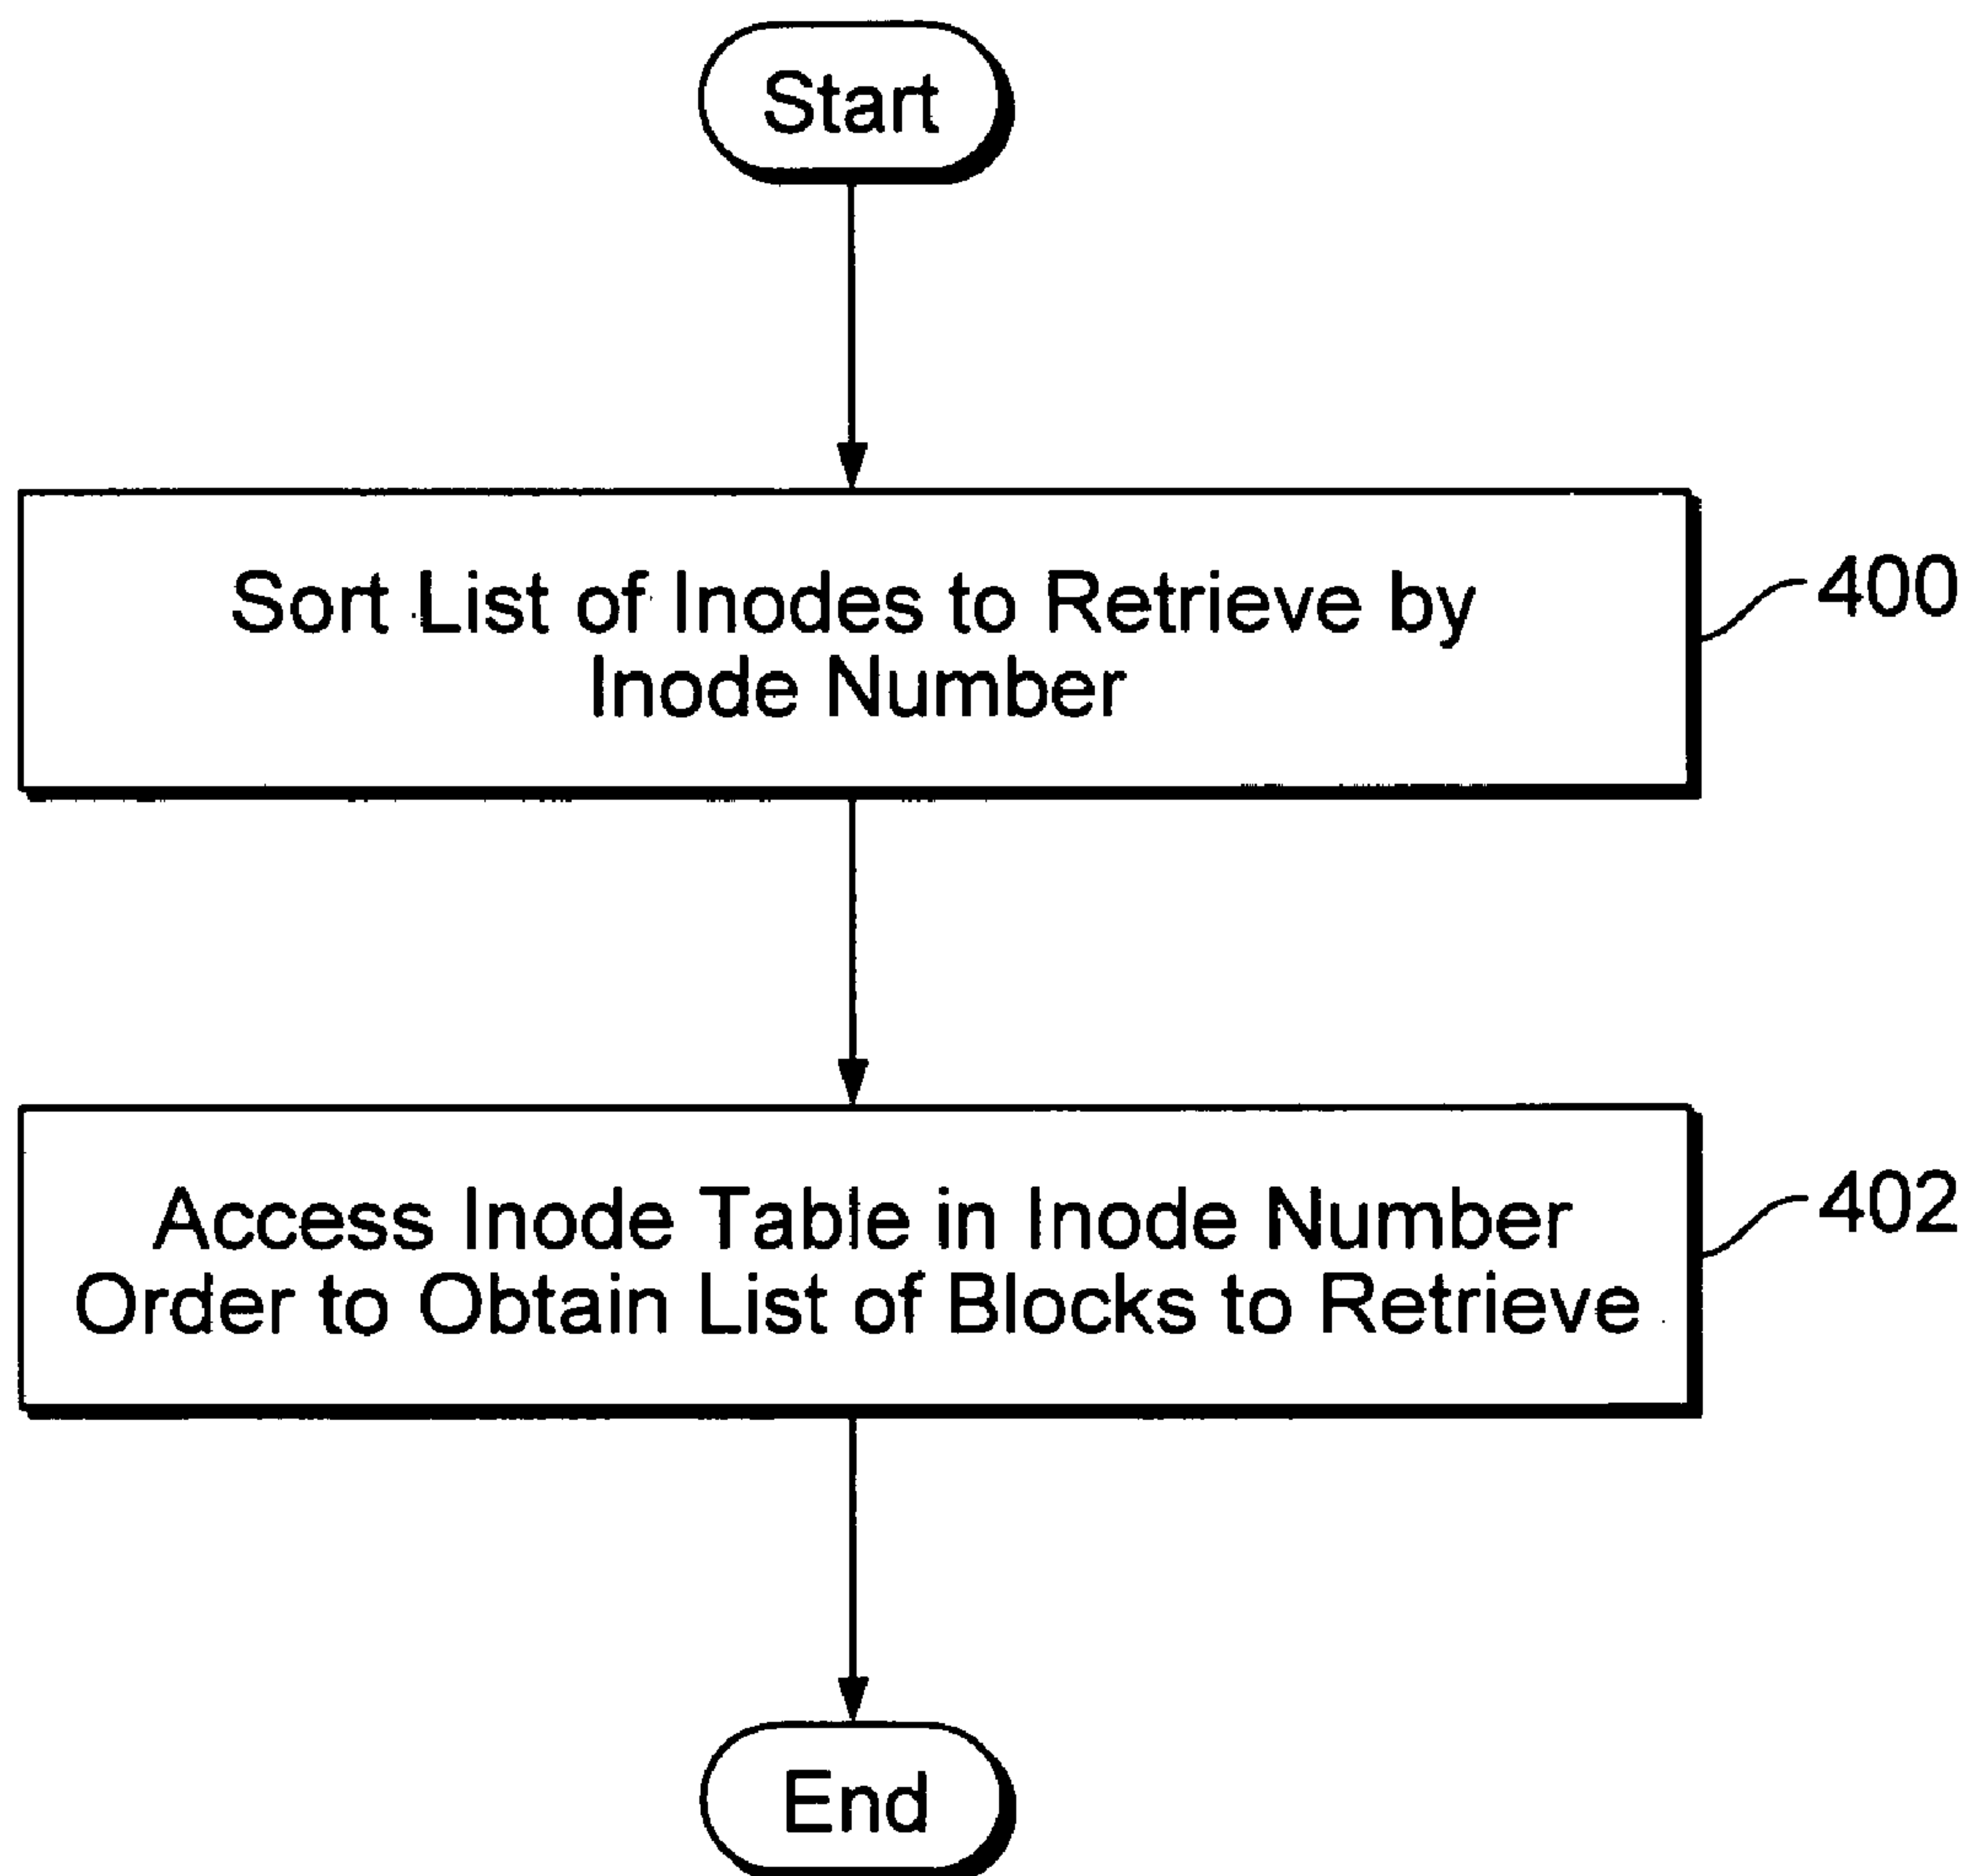 Start
Sort List of Inodes to Retrieve by
Inode Number
400
Access Inode Table in Inode Number
Order to Obtain List of Blocks to Retrieve
402
End